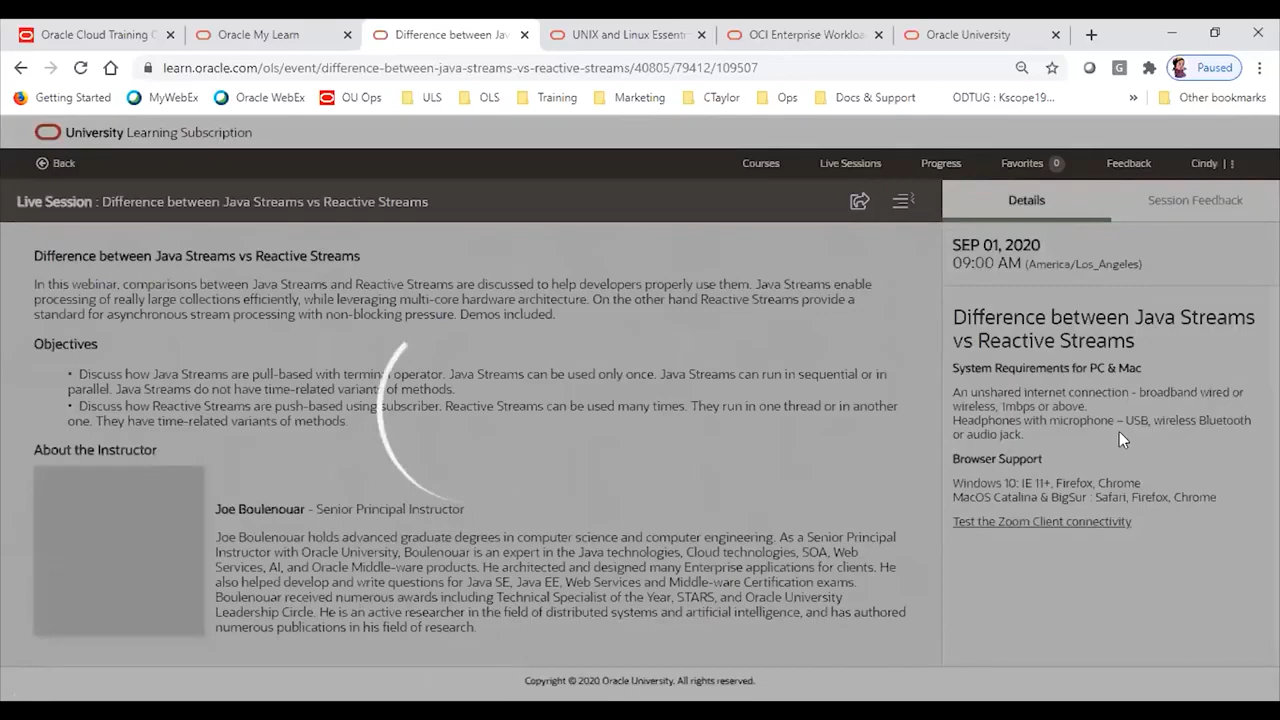 Oracle Cloud Training C
Oracle My Learn
Difference between Ja
UNIX and Linux Essent
OCI Enterprise Workloa
Oracle University
learn.oracle.com/ols/event/difference-between-java-streams-vs-reactive-streams/40805/79412/109507
Paused
Getting Started
MyWebEx
Oracle WebEx
OU Ops
ULS
OLS
Training
Marketing
CTaylor
Ops
Docs & Support
ODTUG : Kscope19...
»
Other bookmarks
University Learning Subscription
Back
Courses
Live Sessions
Progress
Favorites 0
Feedback
Cindy
Live Session : Difference between Java Streams vs Reactive Streams
Difference between Java Streams vs Reactive Streams
In this webinar, comparisons between Java Streams and Reactive Streams are discussed to help developers properly use them. Java Streams enable
processing of really large collections efficiently, while leveraging multi-core hardware architecture. On the other hand Reactive Streams provide a
standard for asynchronous stream processing with non-blocking pressure. Demos included.
Objectives
• Discuss how Java Streams are pull-based with terminal operator. Java Streams can be used only once. Java Streams can run in sequential or in
parallel. Java Streams do not have time-related variants of methods.
• Discuss how Reactive Streams are push-based using subscriber. Reactive Streams can be used many times. They run in one thread or in another
one. They have time-related variants of methods.
About the Instructor
Joe Boulenouar - Senior Principal Instructor
Joe Boulenouar holds advanced graduate degrees in computer science and computer engineering. As a Senior Principal
Instructor with Oracle University, Boulenouar is an expert in the Java technologies, Cloud technologies, SOA, Web
Services, AI, and Oracle Middle-ware products. He architected and designed many Enterprise applications for clients. He
also helped develop and write questions for Java SE, Java EE, Web Services and Middle-ware Certification exams.
Boulenouar received numerous awards including Technical Specialist of the Year, STARS, and Oracle University
Leadership Circle. He is an active researcher in the field of distributed systems and artificial intelligence, and has authored
numerous publications in his field of research.
Details
Session Feedback
SEP 01, 2020
09:00 AM (America/Los_Angeles)
Difference between Java Streams
vs Reactive Streams
System Requirements for PC & Mac
An unshared internet connection - broadband wired or
wireless, 1mbps or above.
Headphones with microphone – USB, wireless Bluetooth
or audio jack.
Browser Support
Windows 10: IE 11+, Firefox, Chrome
MacOS Catalina & BigSur : Safari, Firefox, Chrome
Test the Zoom Client connectivity
Copyright © 2020 Oracle University. All rights reserved.